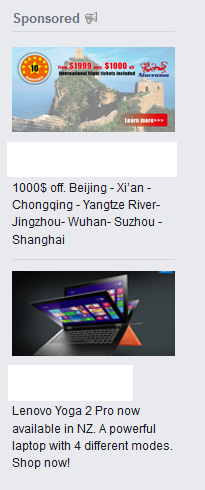 Sponsored
10
from $1999 save $1000 off
International flight tickets included
Sinorama
Learn more>>>
1000$ off. Beijing - Xi'an -
Chongqing - Yangtze River-
Jingzhou- Wuhan- Suzhou -
Shanghai
Lenovo Yoga 2 Pro now
available in NZ. A powerful
laptop with 4 different modes.
Shop now!